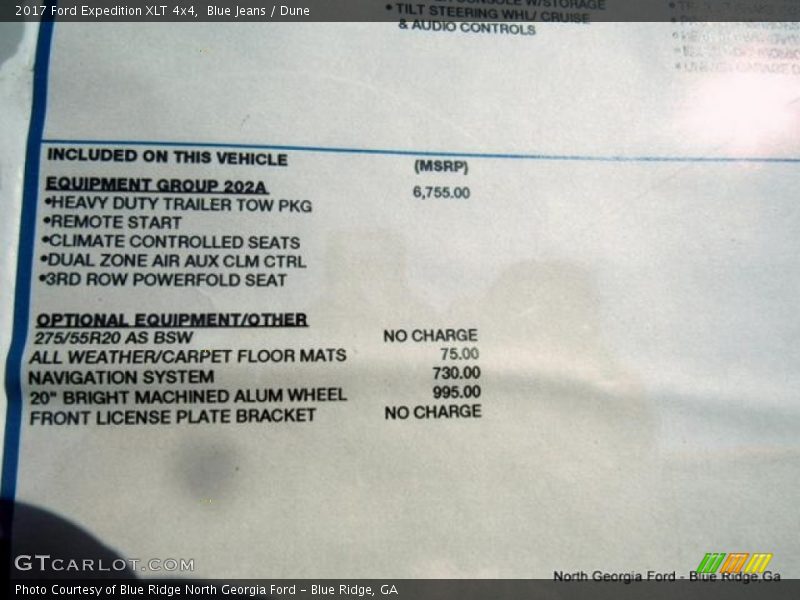 2017 Ford Expedition XLT 4x4, Blue Jeans / Dune
CONSOLE W/STORAGE
• TILT STEERING WHL/ CRUISE
& AUDIO CONTROLS
INCLUDED ON THIS VEHICLE
(MSRP)
EQUIPMENT GROUP 202A 6,755.00
•HEAVY DUTY TRAILER TOW PKG
•REMOTE START
•CLIMATE CONTROLLED SEATS
•DUAL ZONE AIR AUX CLM CTRL
•3RD ROW POWERFOLD SEAT
OPTIONAL EQUIPMENT/OTHER
275/55R20 AS BSW NO CHARGE
ALL WEATHER/CARPET FLOOR MATS 75.00
NAVIGATION SYSTEM 730.00
20" BRIGHT MACHINED ALUM WHEEL 995.00
FRONT LICENSE PLATE BRACKET NO CHARGE
GTCARLOT.COM
North Georgia Ford - Blue Ridge,Ga
Photo Courtesy of Blue Ridge North Georgia Ford – Blue Ridge, GA